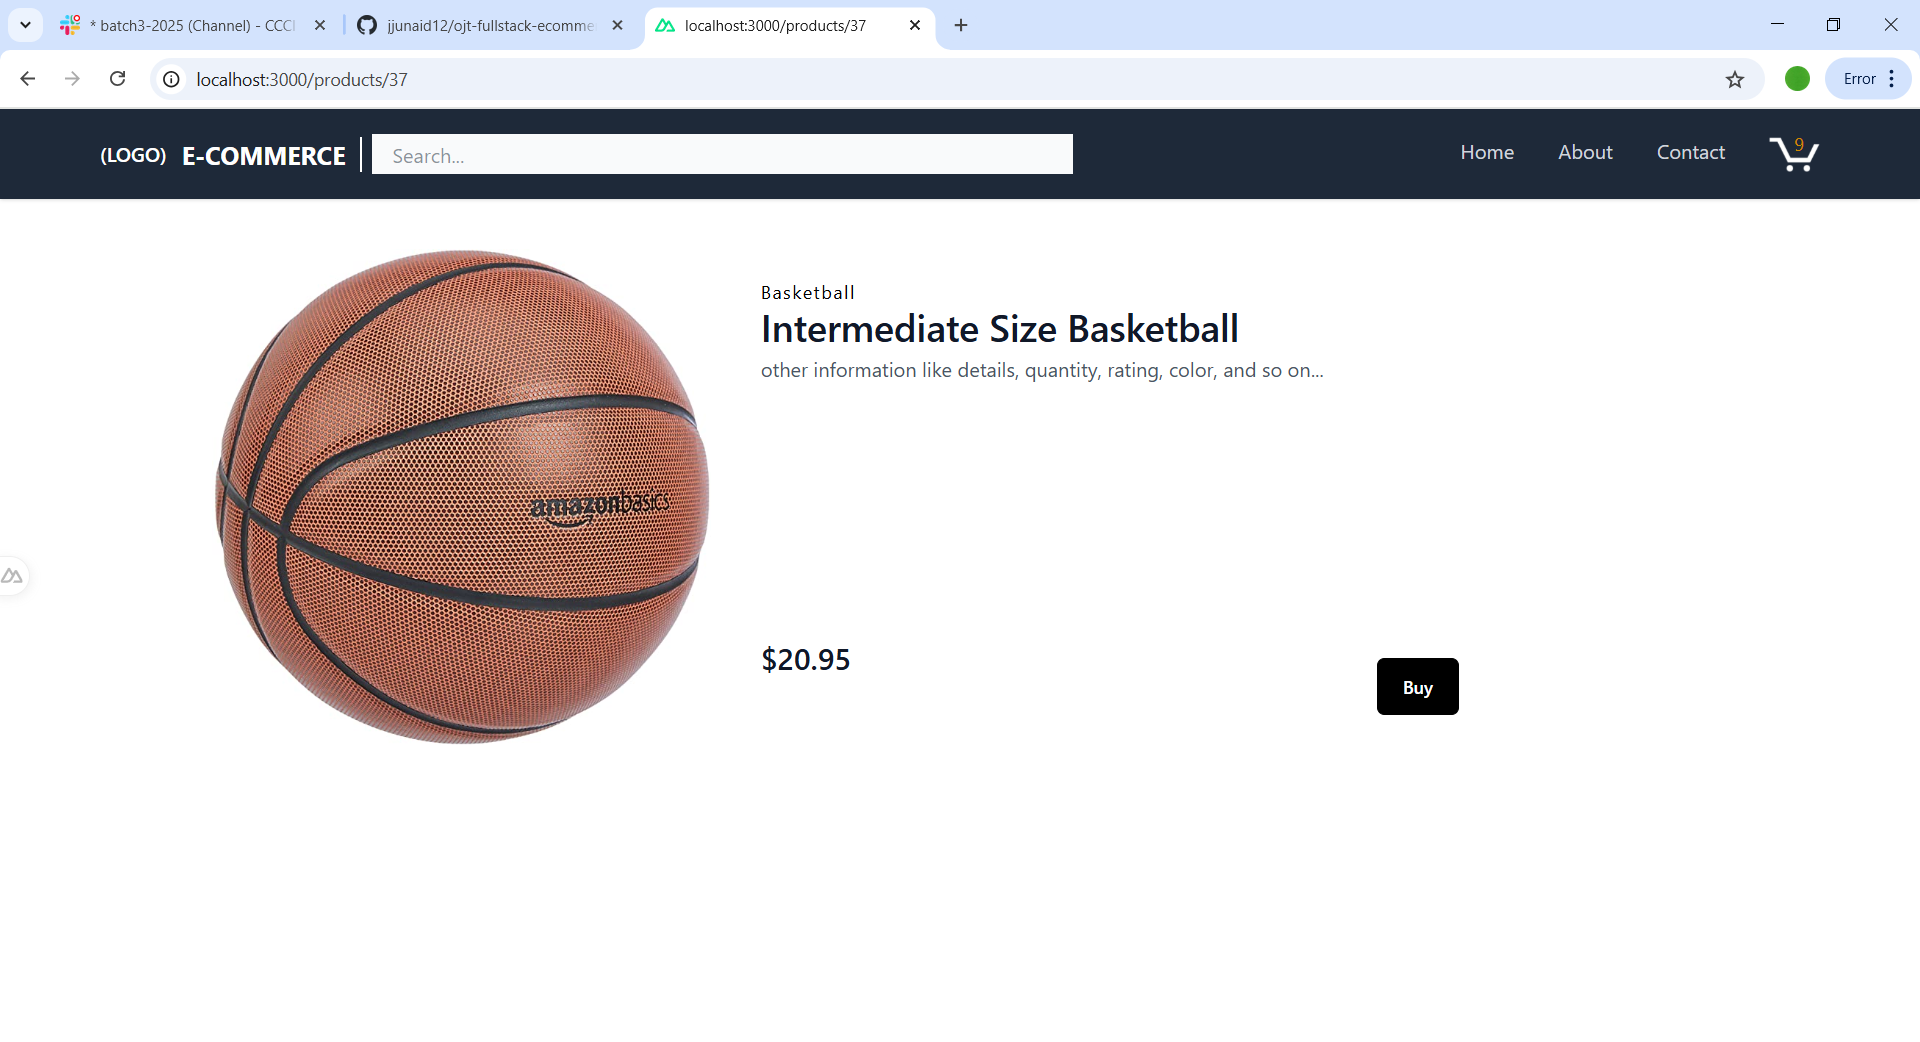 * batch3-2025 (Channel) - CCCI
jjunaid12/ojt-fullstack-ecomme
localhost:3000/products/37
localhost:3000/products/37
Error
(LOGO) E-COMMERCE
Search...
Home
About
Contact
9
Basketball
Intermediate Size Basketball
other information like details, quantity, rating, color, and so on...
amazonbasics
$20.95
Buy